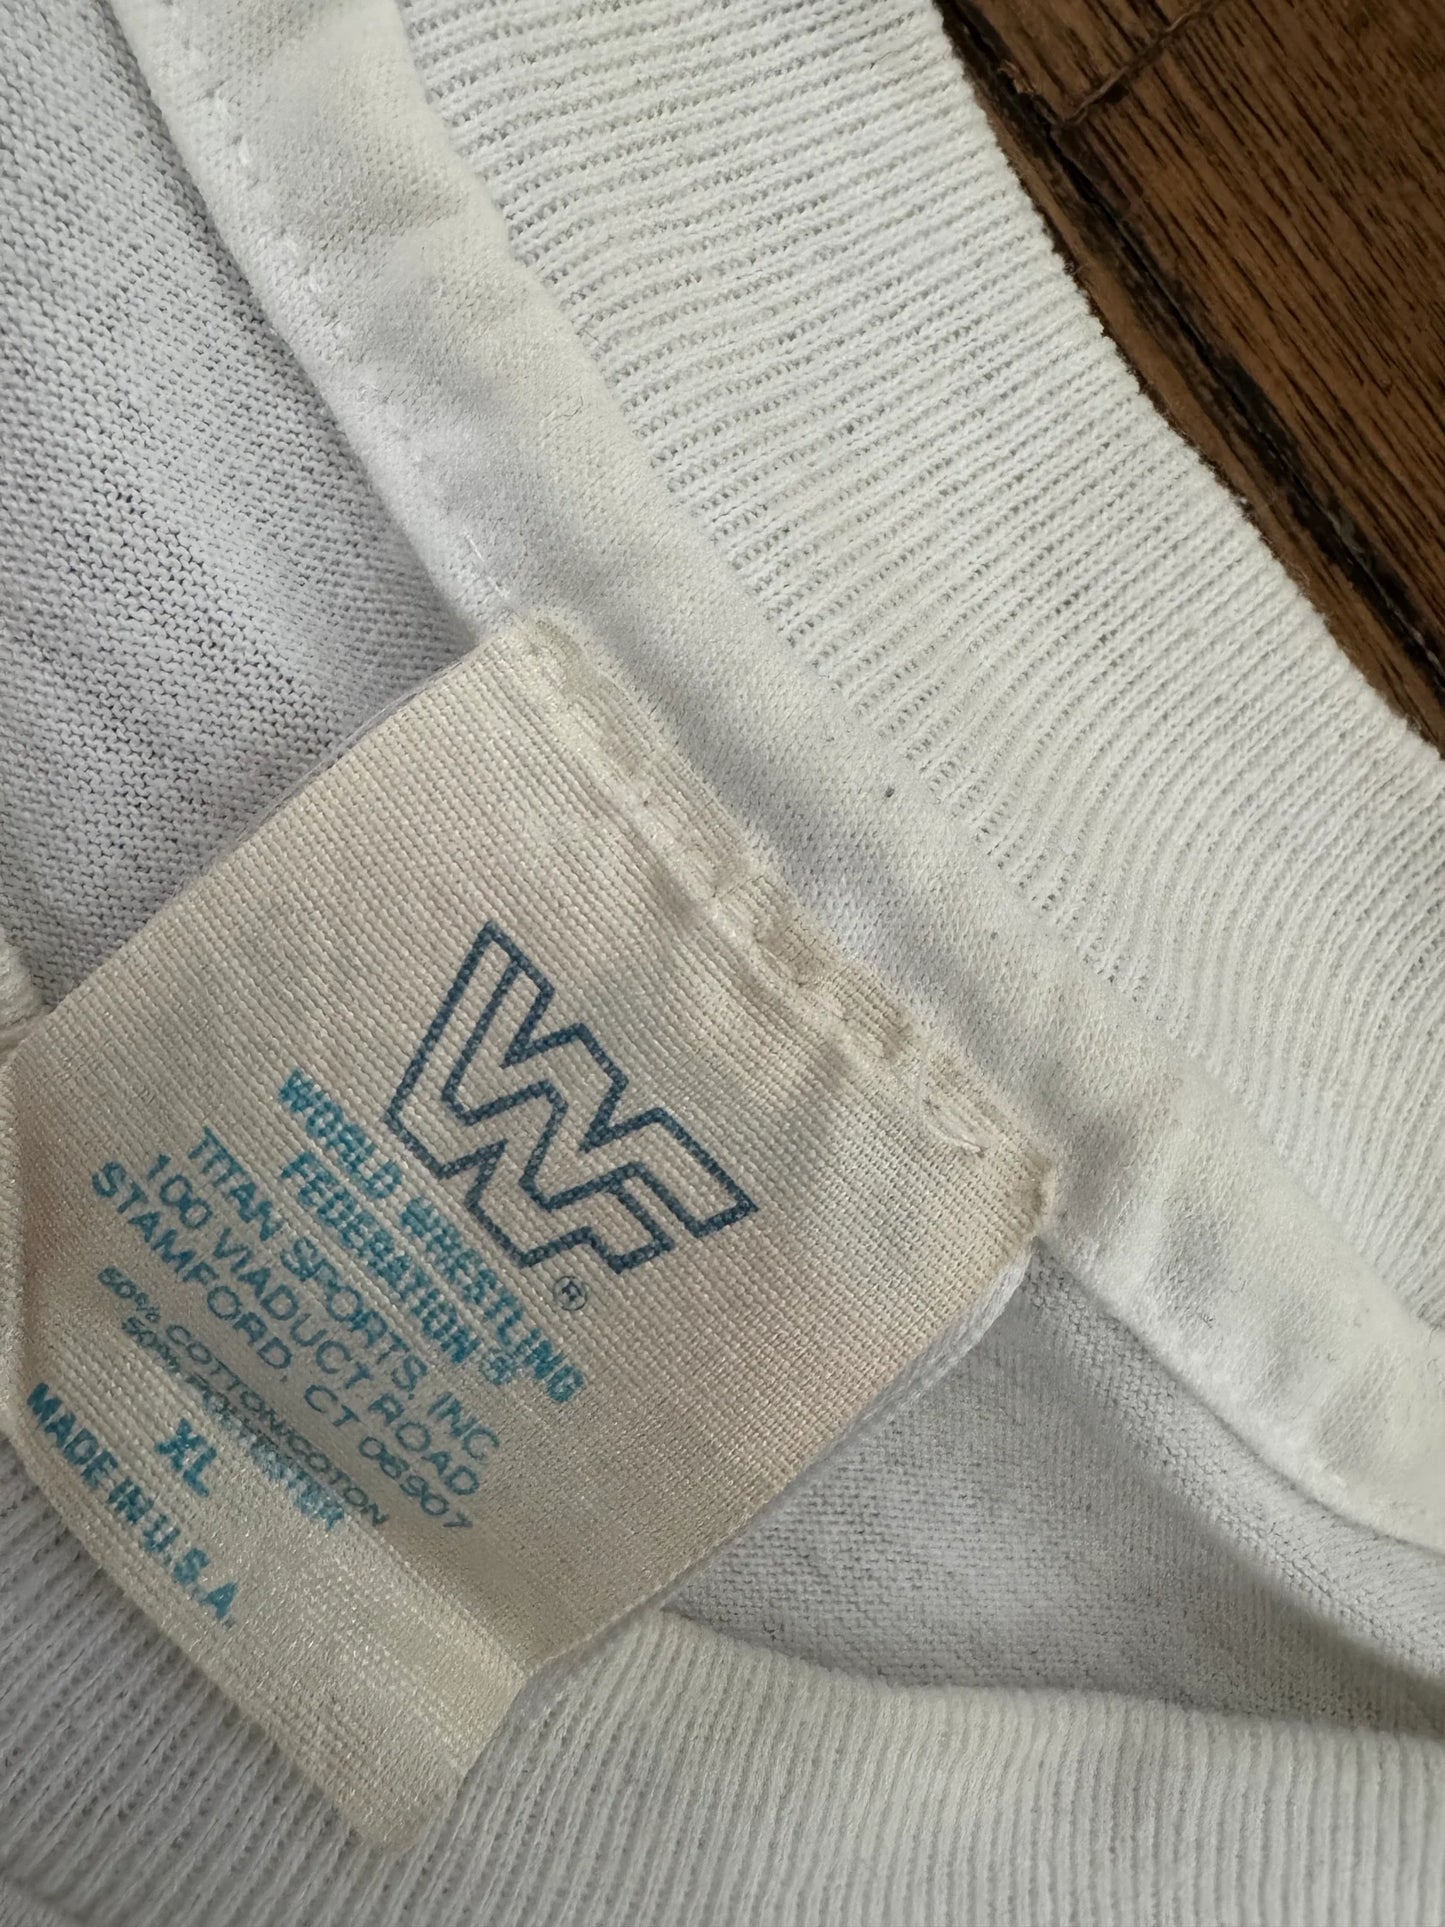 WF
®
WORLD WRESTLING
FEDERATION ®
TITAN SPORTS, INC.
100 VIADUCT ROAD
STAMFORD, CT 06907
50% COTTON/COTON
50% POLYESTER
XL
MADE IN U.S.A.